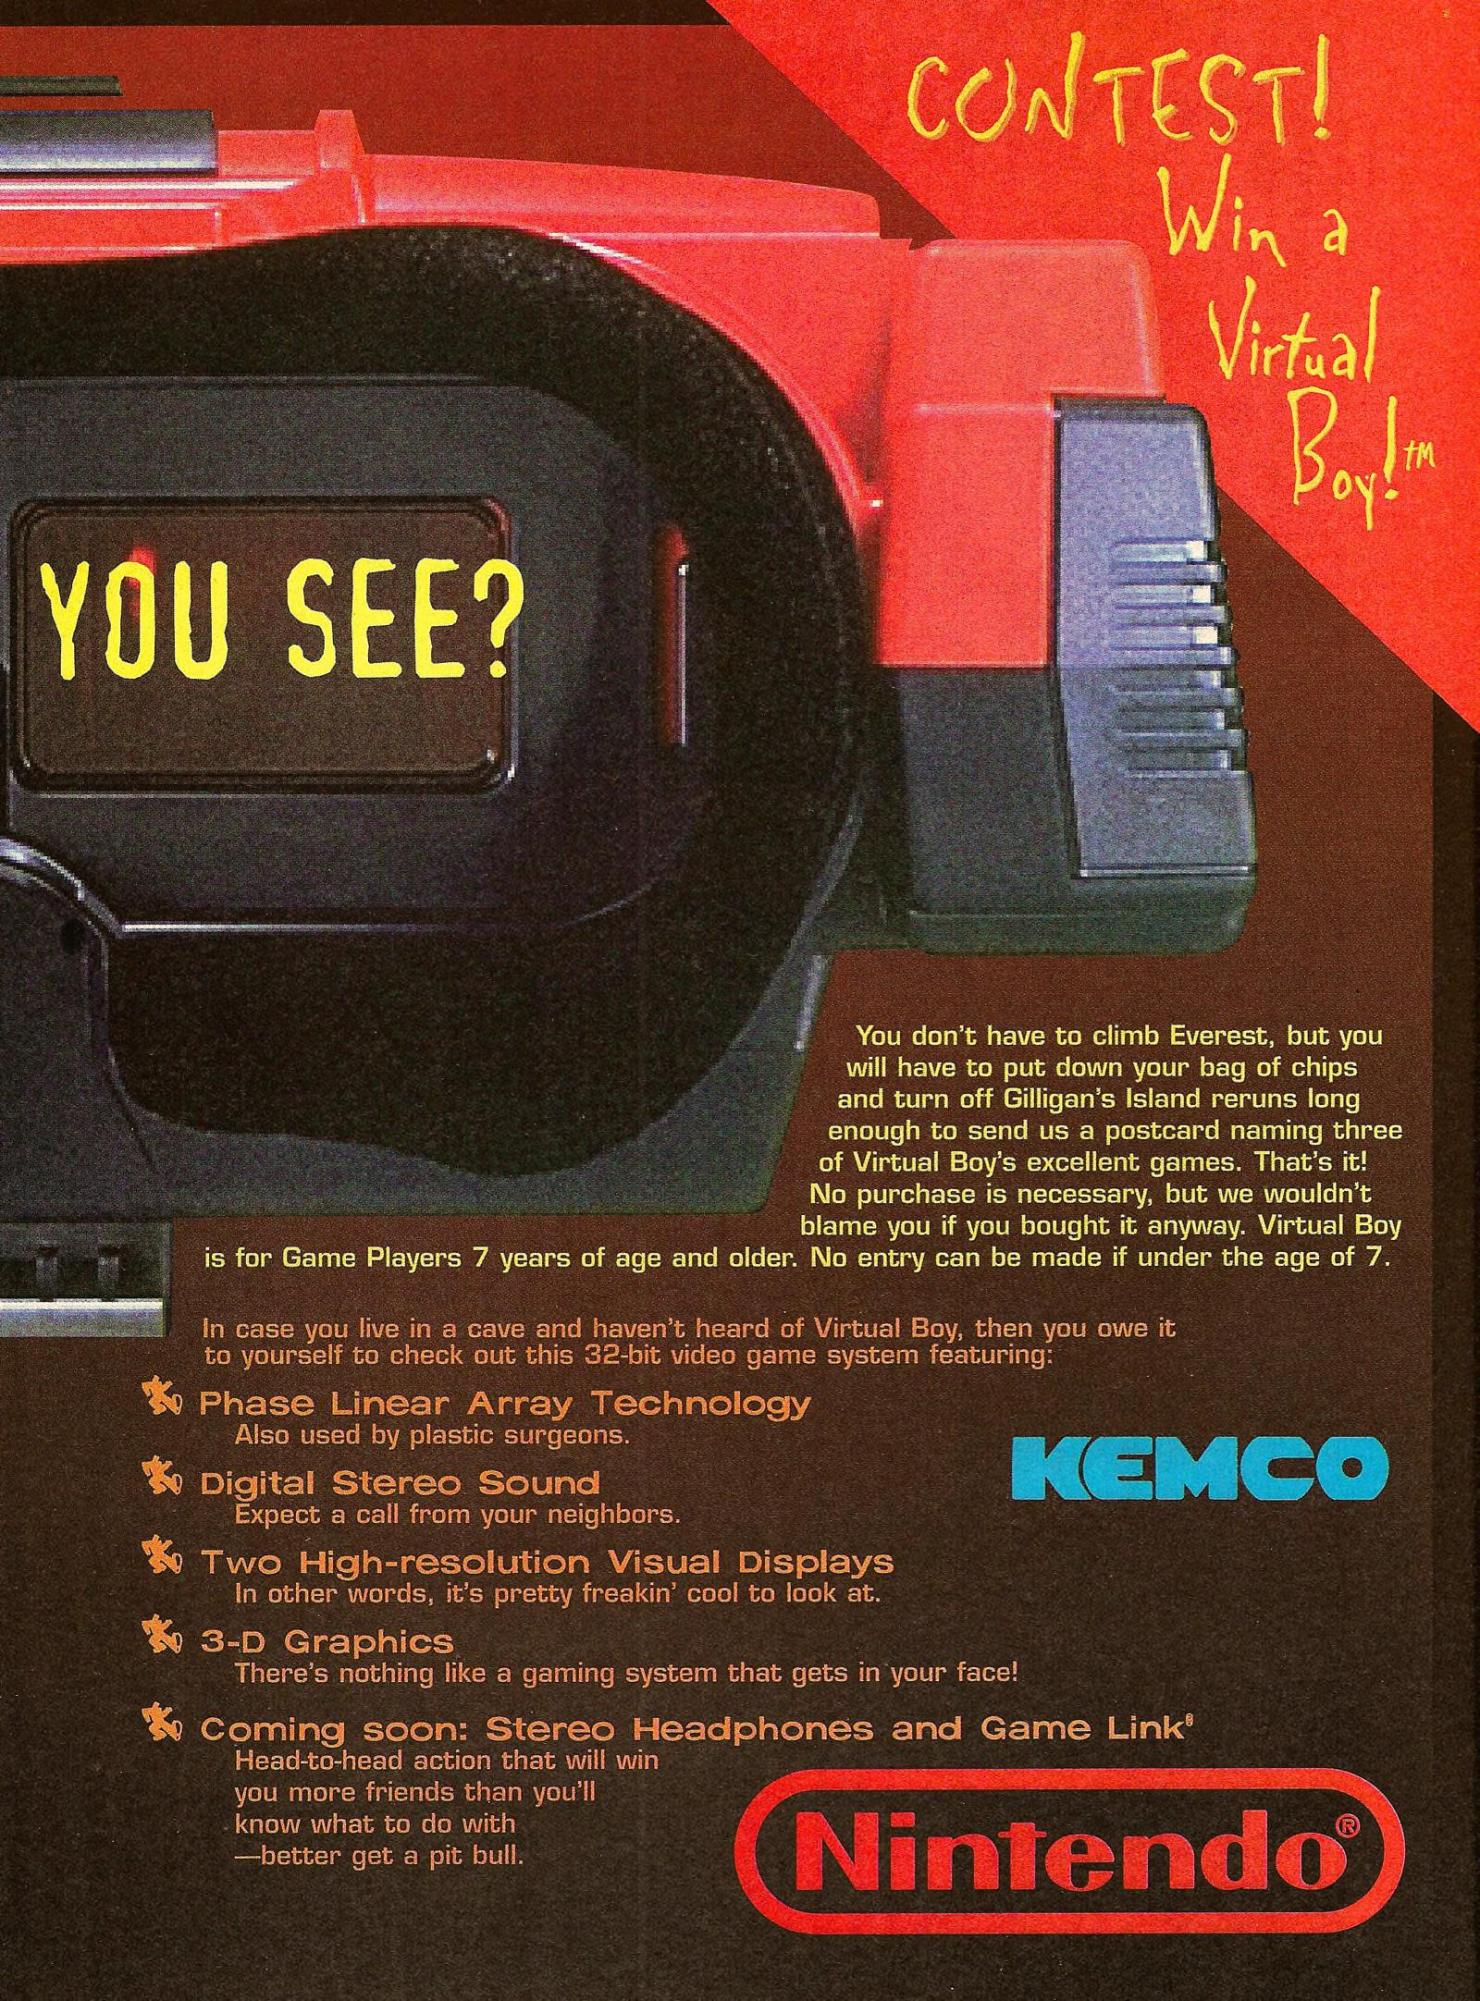 CONTEST!
Win a
Virtual
Boy!™
YOU SEE?
You don't have to climb Everest, but you
will have to put down your bag of chips
and turn off Gilligan's Island reruns long
enough to send us a postcard naming three
of Virtual Boy's excellent games. That's it!
No purchase is necessary, but we wouldn't
blame you if you bought it anyway. Virtual Boy
is for Game Players 7 years of age and older. No entry can be made if under the age of 7.
In case you live in a cave and haven't heard of Virtual Boy, then you owe it
to yourself to check out this 32-bit video game system featuring:
Phase Linear Array Technology
Also used by plastic surgeons.
Digital Stereo Sound
Expect a call from your neighbors.
Two High-resolution Visual Displays
In other words, it's pretty freakin' cool to look at.
3-D Graphics
There's nothing like a gaming system that gets in your face!
Coming soon: Stereo Headphones and Game Link®
Head-to-head action that will win
you more friends than you'll
know what to do with
—better get a pit bull.
KEMCO
Nintendo®